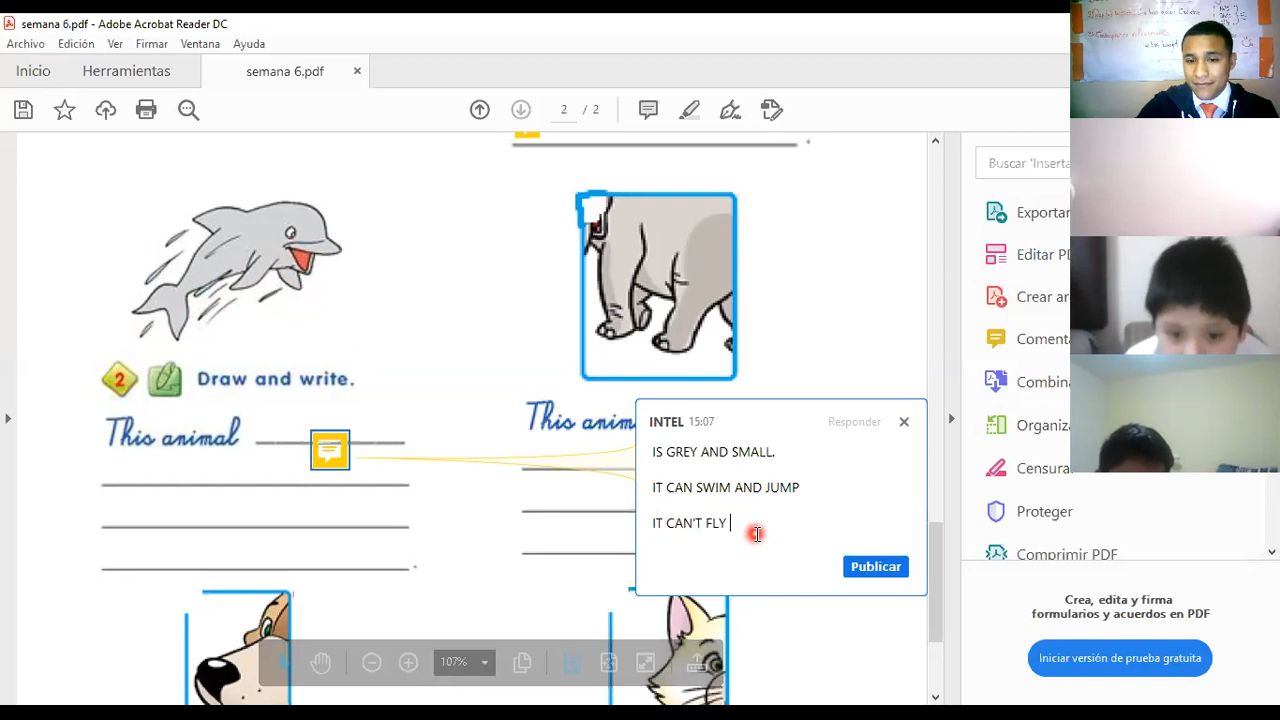 semana 6.pdf - Adobe Acrobat Reader DC
Archivo Edición Ver Firmar Ventana Ayuda
Inicio Herramientas semana 6.pdf ×
2 / 2
Buscar 'Inserta
Exportar
Editar PD
Crear ar
Comenta
Combina
Organiza
Censura
Proteger
Comprimir PDF
Crea, edita y firma
formularios y acuerdos en PDF
Iniciar versión de prueba gratuita
2 Draw and write.
This animal
This anim
INTEL 15:07 Responder
IS GREY AND SMALL.
IT CAN SWIM AND JUMP
IT CAN'T FLY
Publicar
107%